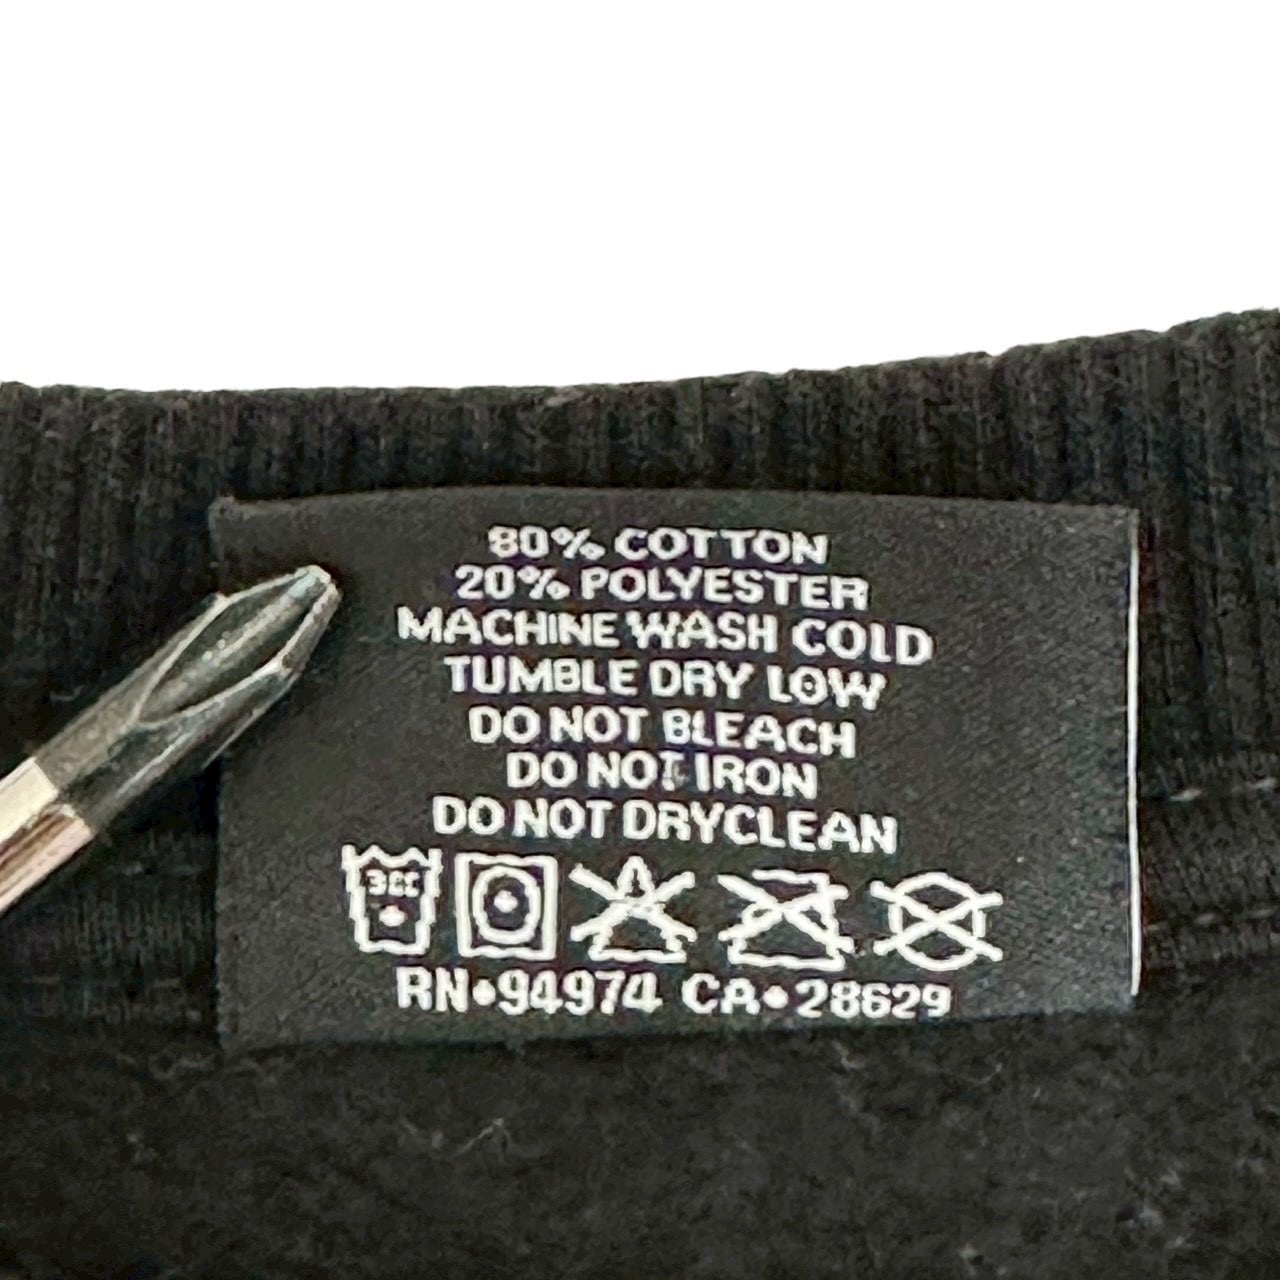 80% COTTON
20% POLYESTER
MACHINE WASH COLD
TUMBLE DRY LOW
DO NOT BLEACH
DO NOT IRON
DO NOT DRYCLEAN
RN•94974 CA•28629